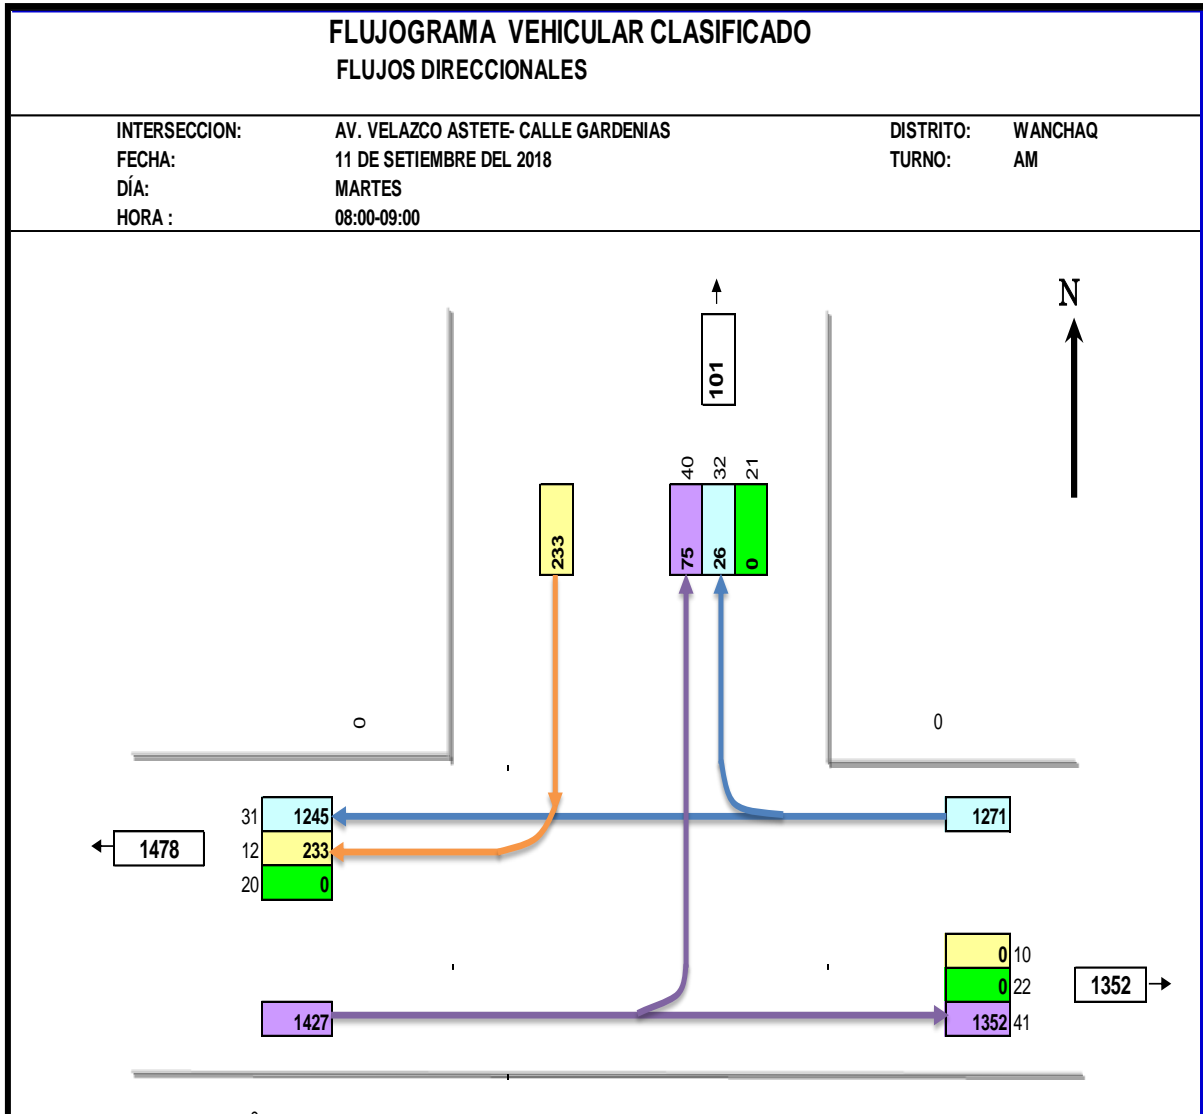 FLUJOGRAMA VEHICULAR CLASIFICADO
FLUJOS DIRECCIONALES
INTERSECCION: AV. VELAZCO ASTETE- CALLE GARDENIAS DISTRITO: WANCHAQ
FECHA: 11 DE SETIEMBRE DEL 2018 TURNO: AM
DÍA: MARTES
HORA : 08:00-09:00
N
101
40 32 21
233 75 26 0
0 0
31 1245 1271
1478 12 233
20 0
0 10
0 22 1352
1427 1352 41